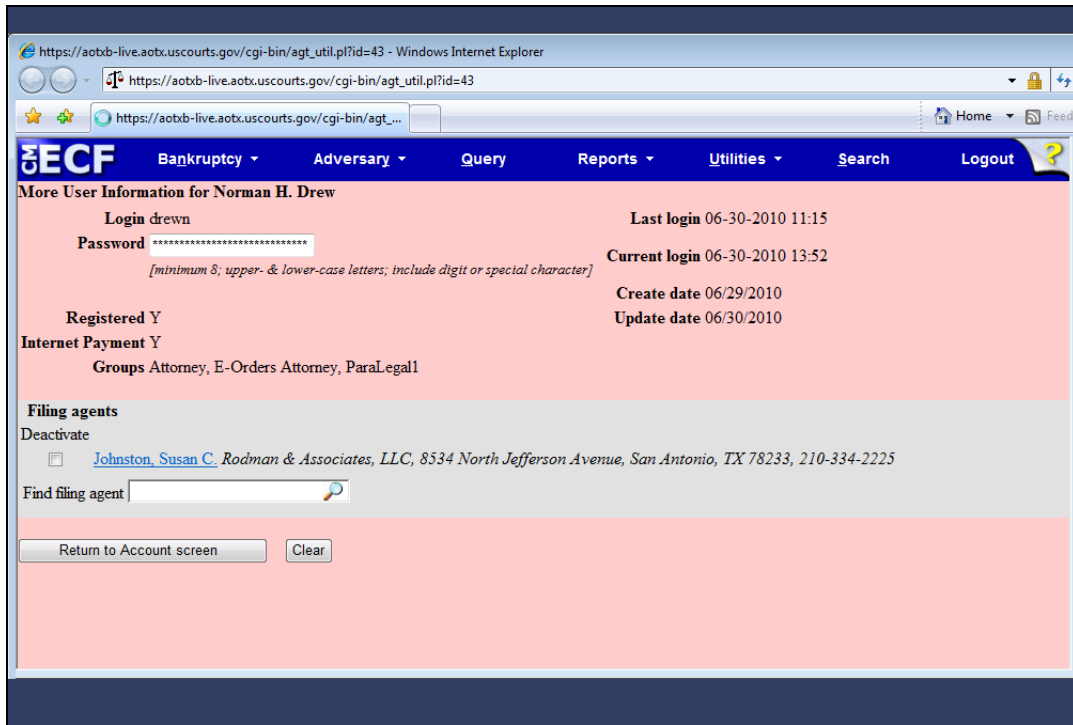 https://aotxb-live.aotx.uscourts.gov/cgi-bin/agt_util.pl?id=43 - Windows Internet Explorer
https://aotxb-live.aotx.uscourts.gov/cgi-bin/agt_util.pl?id=43
https://aotxb-live.aotx.uscourts.gov/cgi-bin/agt_...
Home Feed
CM ECF Bankruptcy Adversary Query Reports Utilities Search Logout ?
More User Information for Norman H. Drew
Login drewn Last login 06-30-2010 11:15
Password ****************************** Current login 06-30-2010 13:52
[minimum 8; upper- & lower-case letters; include digit or special character]
Create date 06/29/2010
Registered Y Update date 06/30/2010
Internet Payment Y
Groups Attorney, E-Orders Attorney, ParaLegal1
Filing agents
Deactivate
Johnston, Susan C. Rodman & Associates, LLC, 8534 North Jefferson Avenue, San Antonio, TX 78233, 210-334-2225
Find filing agent
Return to Account screen Clear